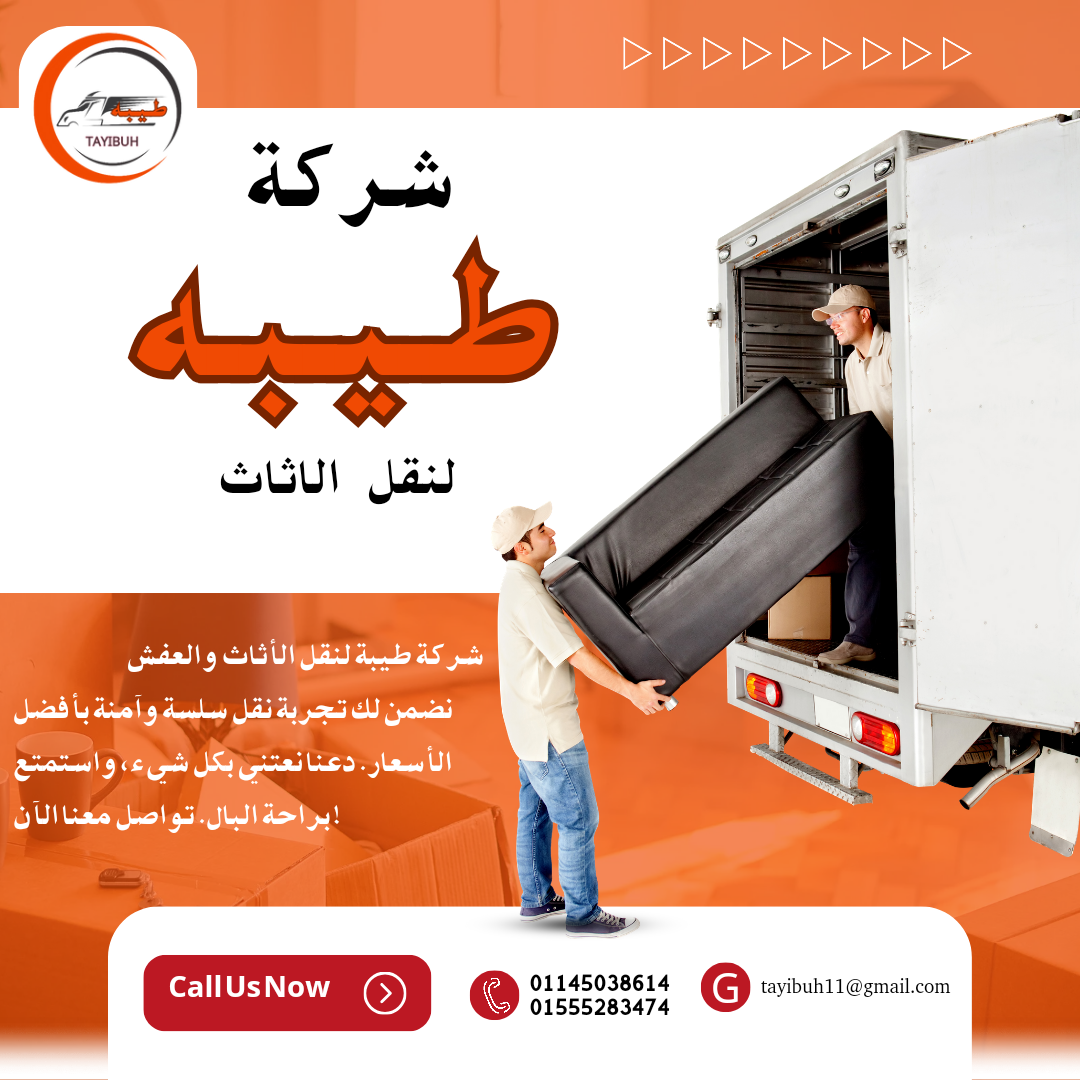 طيبه
TAYIBUH
شركة
طيبه
لنقل الاثاث
شركة طيبة لنقل الأثاث والعفش
نضمن لك تجربة نقل سلسة وآمنة بأفضل
الأسعار. دعنا نعتني بكل شيء، واستمتع
براحة البال. تواصل معنا الآن!
Call Us Now
01145038614
01555283474
G
tayibuh11@gmail.com